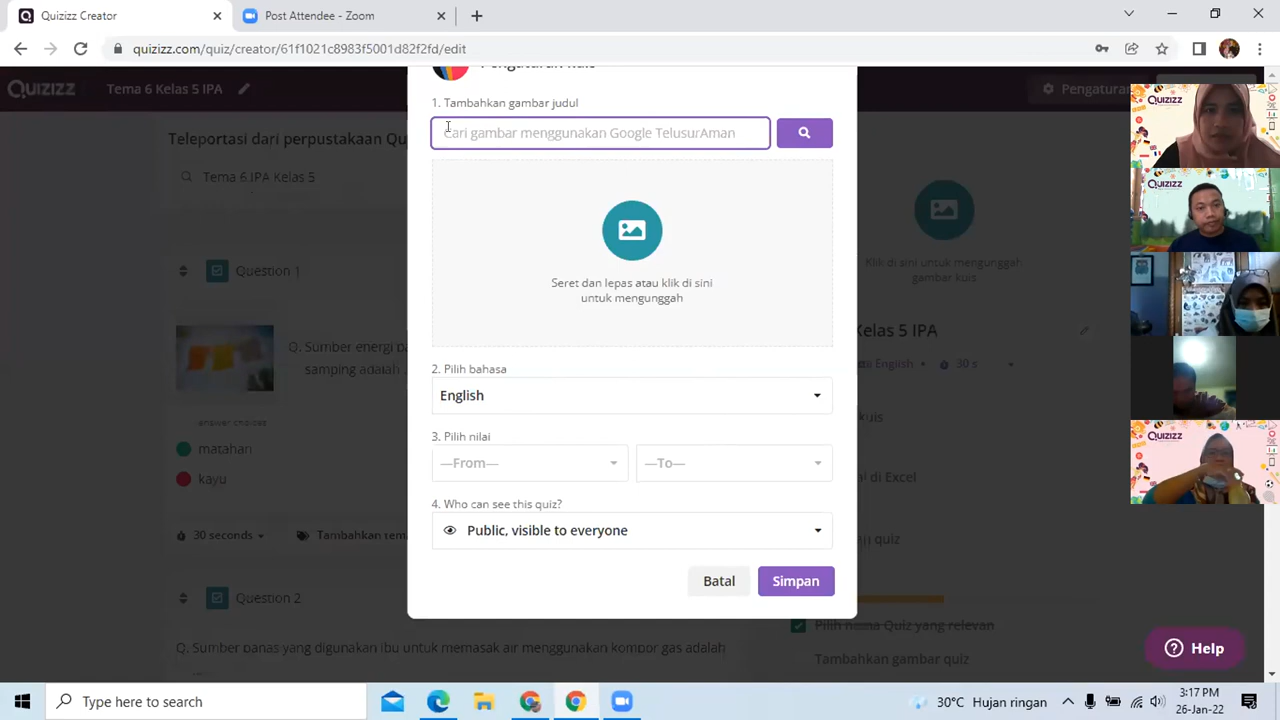 Quizizz Creator
Post Attendee - Zoom
quizizz.com/quiz/creator/61f1021c8983f5001d82f2fd/edit
QUIZIZZ
Tema 6 Kelas 5 IPA
Pengaturan Kuis
Pengaturan
Teleportasi dari perpustakaan
Tema 6 IPA Kelas 5
1. Tambahkan gambar judul
Cari gambar menggunakan Google TelusurAman
Seret dan lepas atau klik di sini
untuk mengunggah
Klik di sini untuk mengunggah
gambar kuis
Question 1
Q. Sumber energi pa
samping adalah
answer choices
matahari
kayu
30 seconds
Tambahkan tem
Kelas 5 IPA
English
30 s
kuis
di Excel
quiz
2. Pilih bahasa
English
3. Pilih nilai
—From—
—To—
4. Who can see this quiz?
Public, visible to everyone
Batal
Simpan
Question 2
Q. Sumber panas yang digunakan ibu untuk memasak air menggunakan kompor gas adalah
...
Pilih nama Quiz yang relevan
Tambahkan gambar quiz
Help
QUIZIZZ
QUIZIZZ
QUIZIZZ
Type here to search
30°C Hujan ringan
3:17 PM
26-Jan-22